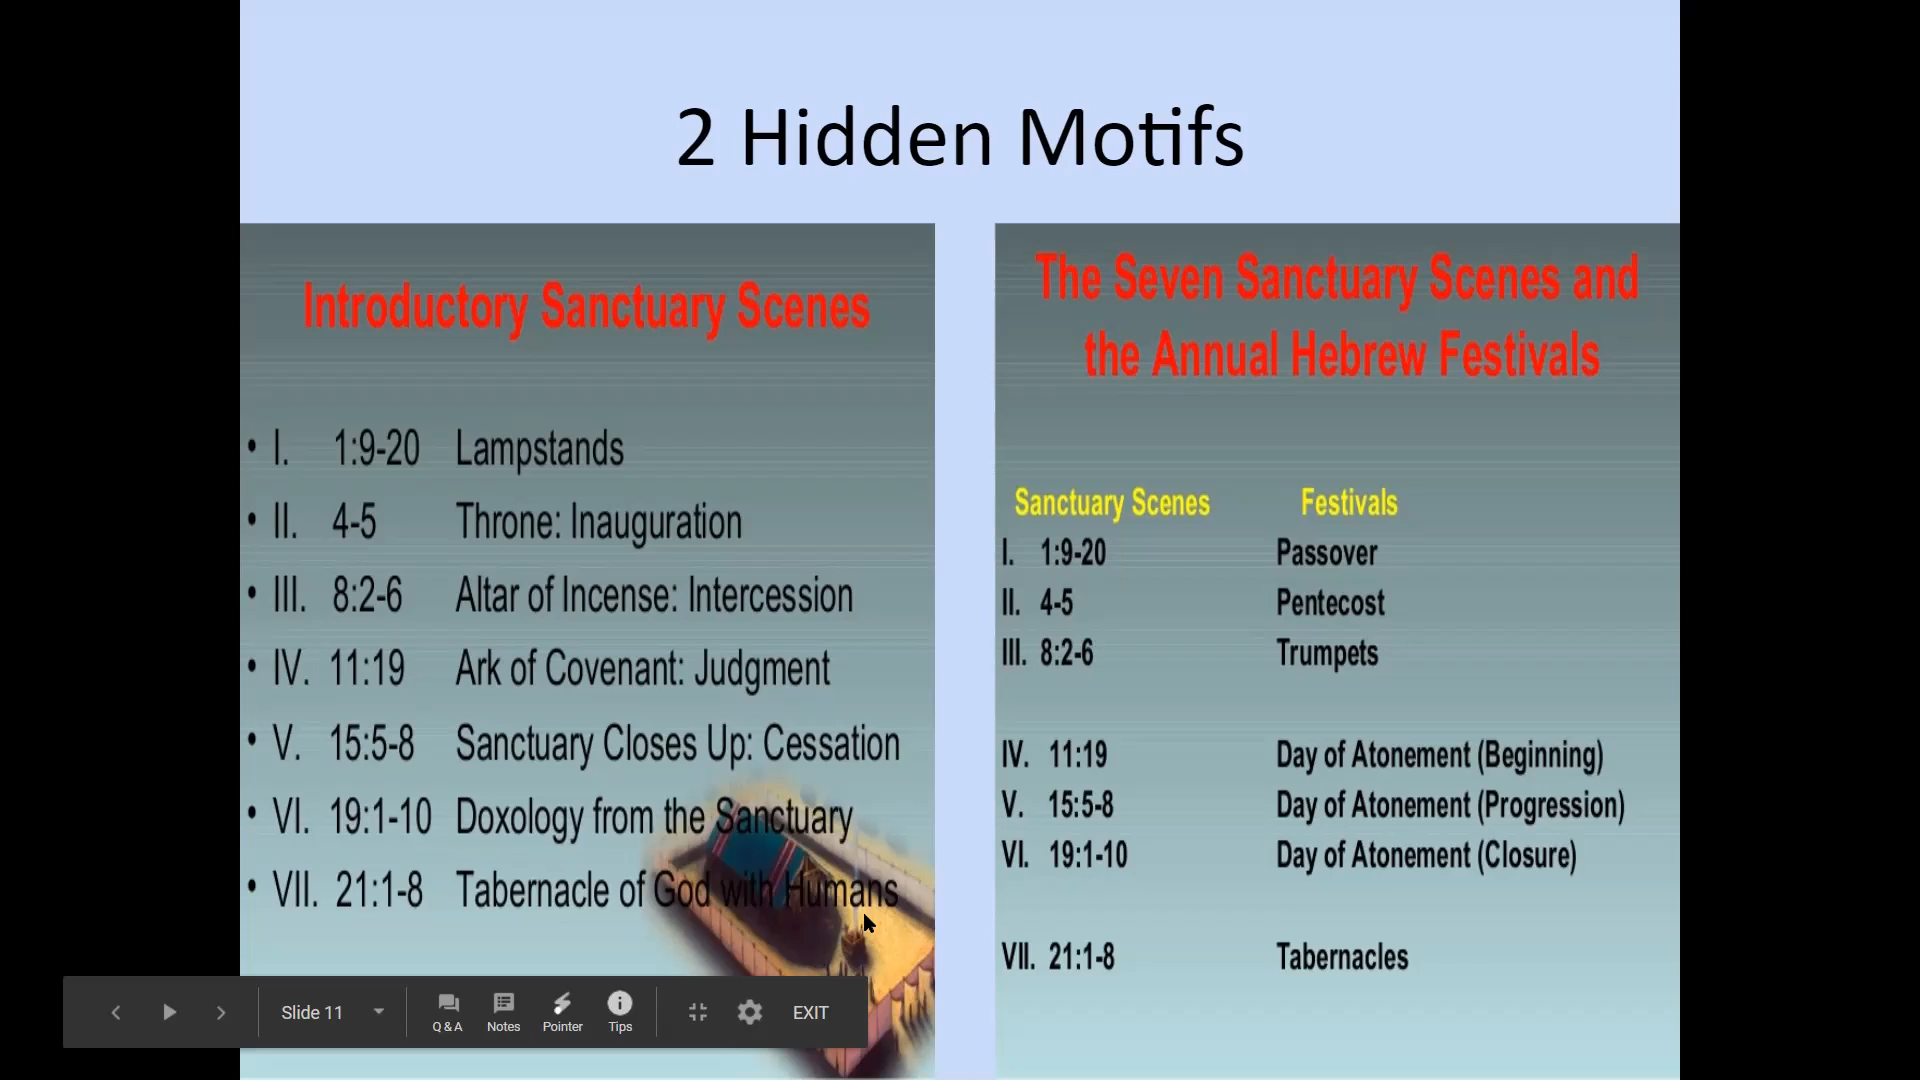 2 Hidden Motifs
Introductory Sanctuary Scenes
• I. 1:9-20 Lampstands
• II. 4-5 Throne: Inauguration
• III. 8:2-6 Altar of Incense: Intercession
• IV. 11:19 Ark of Covenant: Judgment
• V. 15:5-8 Sanctuary Closes Up: Cessation
• VI. 19:1-10 Doxology from the Sanctuary
• VII. 21:1-8 Tabernacle of God with Humans
The Seven Sanctuary Scenes and
the Annual Hebrew Festivals
Sanctuary Scenes Festivals
I. 1:9-20 Passover
II. 4-5 Pentecost
III. 8:2-6 Trumpets
IV. 11:19 Day of Atonement (Beginning)
V. 15:5-8 Day of Atonement (Progression)
VI. 19:1-10 Day of Atonement (Closure)
VII. 21:1-8 Tabernacles
Slide 11
Q & A
Notes
Pointer
Tips
EXIT